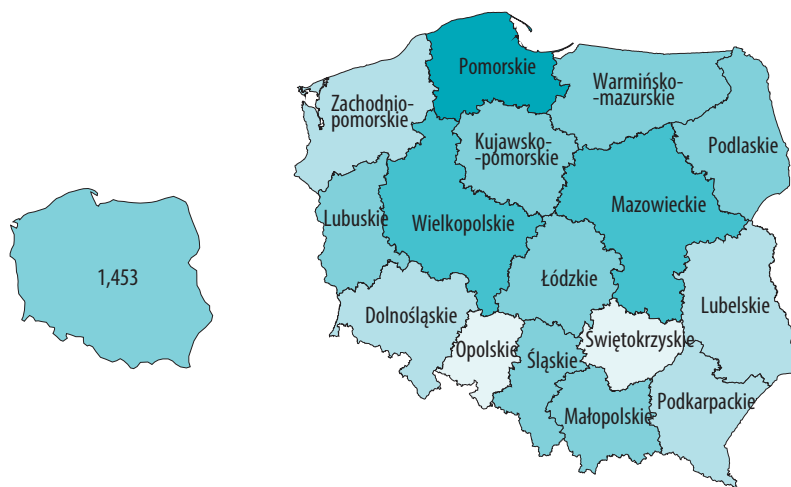 Pomorskie
Warmińsko-
-mazurskie
Zachodnio-
pomorskie
Kujawsko-
-pomorskie
Podlaskie
Lubuskie
Wielkopolskie
Mazowieckie
1,453
Łódzkie
Lubelskie
Dolnośląskie
Opolskie
Śląskie
Świętokrzyskie
Małopolskie
Podkarpackie